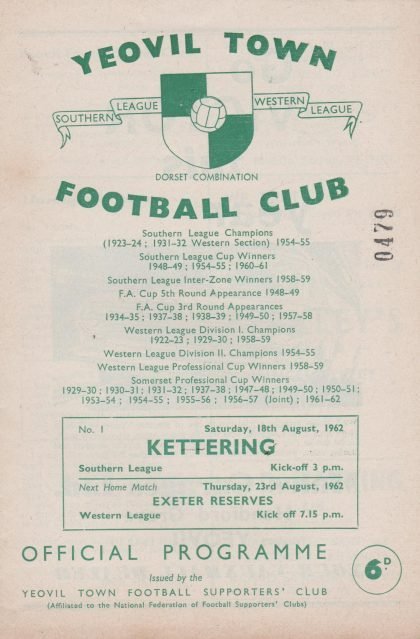 YEOVIL TOWN
SOUTHERN LEAGUE WESTERN LEAGUE
DORSET COMBINATION
FOOTBALL CLUB
0479
Southern League Champions
(1923-24 ; 1931-32 Western Section) 1954-55
Southern League Cup Winners
1948-49 ; 1954-55 ; 1960-61
Southern League Inter-Zone Winners 1958-59
F.A. Cup 5th Round Appearance 1948-49
F.A. Cup 3rd Round Appearances
1934-35 ; 1937-38 ; 1938-39 ; 1949-50 ; 1957-58
Western League Division I. Champions
1922-23 ; 1929-30 ; 1958-59
Western League Division II. Champions 1954-55
Western League Professional Cup Winners 1958-59
Somerset Professional Cup Winners
1929-30 ; 1930-31 ; 1931-32 ; 1937-38 ; 1947-48 ; 1949-50 ; 1950-51 ;
1953-54 ; 1954-55 ; 1955-56 ; 1956-57 (Joint) ; 1961-62
No. 1 Saturday, 18th August, 1962
KETTERING
Southern League Kick-off 3 p.m.
Next Home Match Thursday, 23rd August, 1962
EXETER RESERVES
Western League Kick off 7.15 p.m.
OFFICIAL PROGRAMME
6D.
Issued by the
YEOVIL TOWN FOOTBALL SUPPORTERS' CLUB
(Affiliated to the National Federation of Football Supporters' Clubs)